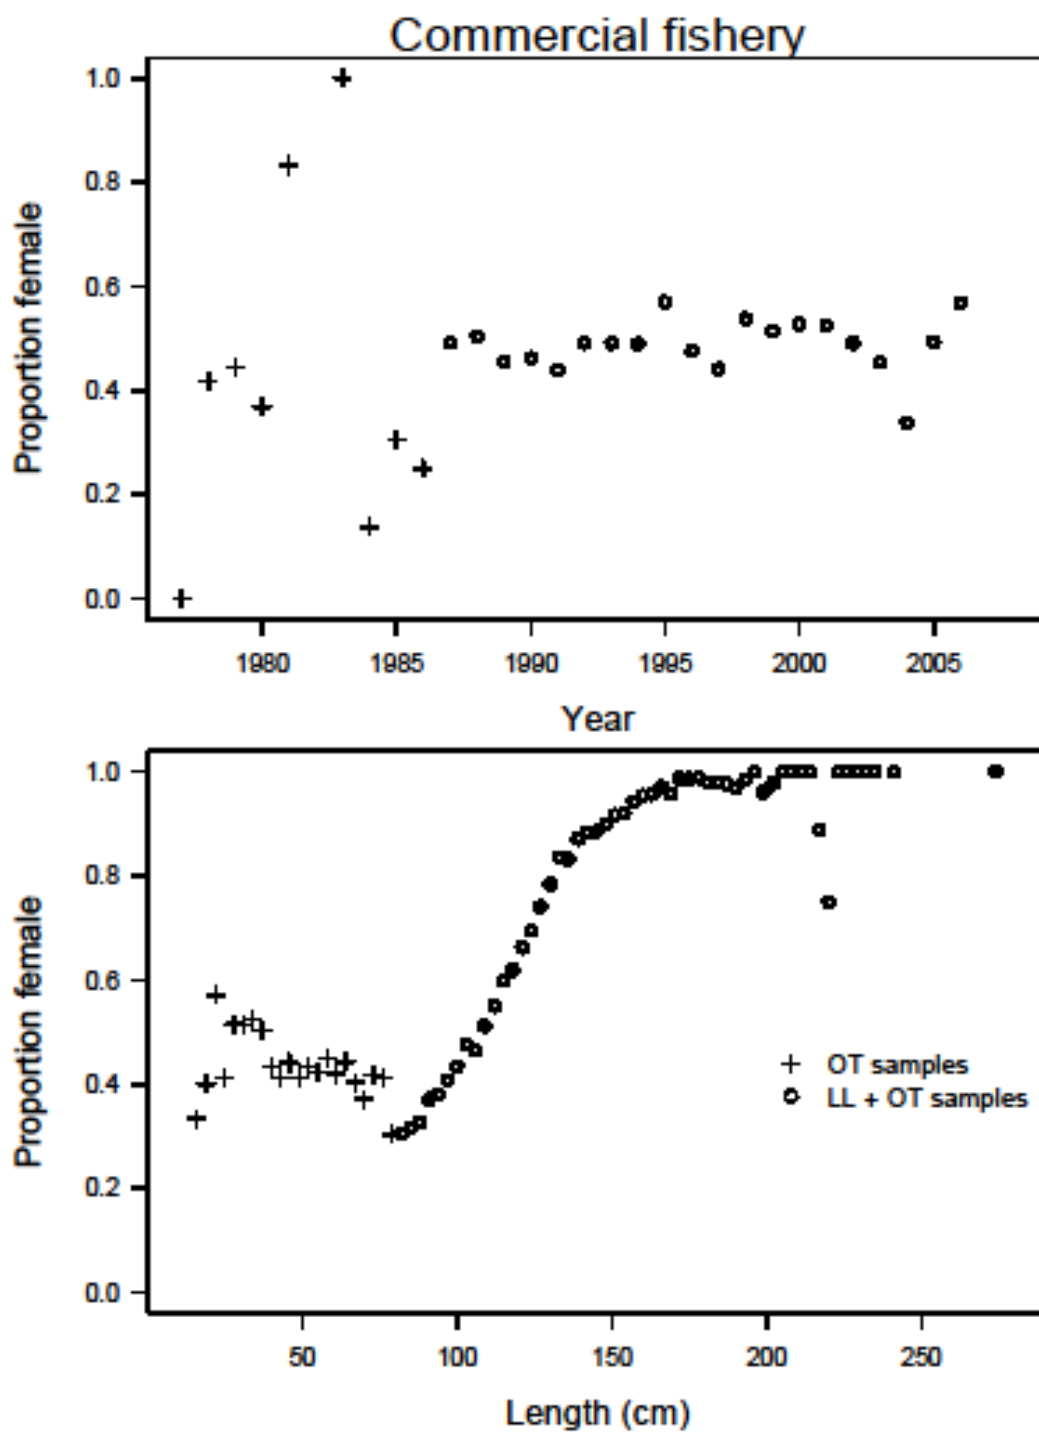 Commercial fishery
1.0
0.8
0.6
0.4
0.2
0.0
Proportion female
1980 1985 1990 1995 2000 2005
Year
1.0
0.8
0.6
0.4
0.2
0.0
Proportion female
OT samples
LL + OT samples
50 100 150 200 250
Length (cm)